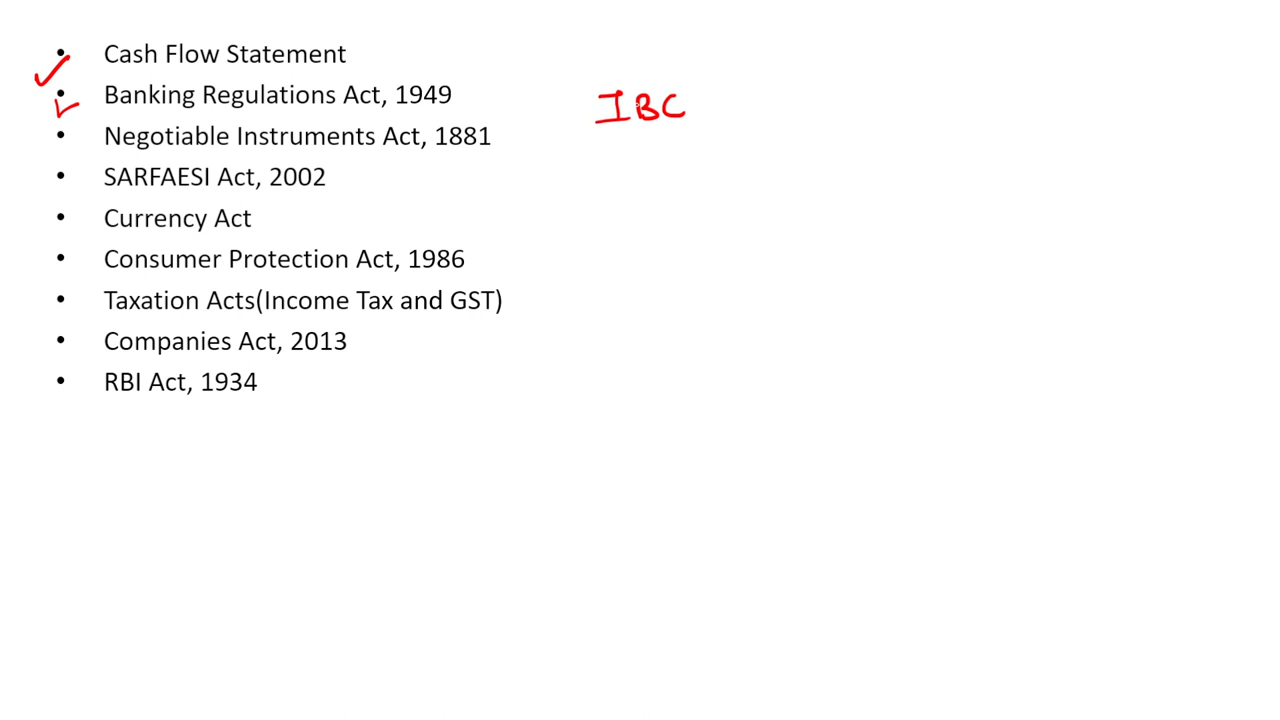 • Cash Flow Statement
• Banking Regulations Act, 1949
IBC
• Negotiable Instruments Act, 1881
• SARFAESI Act, 2002
• Currency Act
• Consumer Protection Act, 1986
• Taxation Acts(Income Tax and GST)
• Companies Act, 2013
• RBI Act, 1934